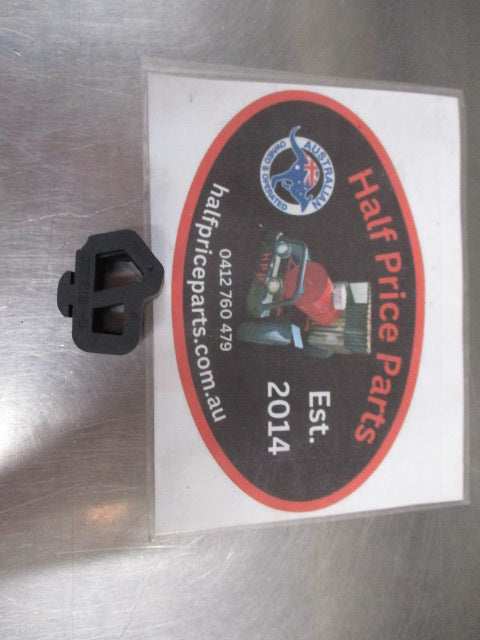 Half Price Parts
AUSTRALIAN
OWNED
& OPERATED
Est.
2014
0412 760 479
halfpriceparts.com.au